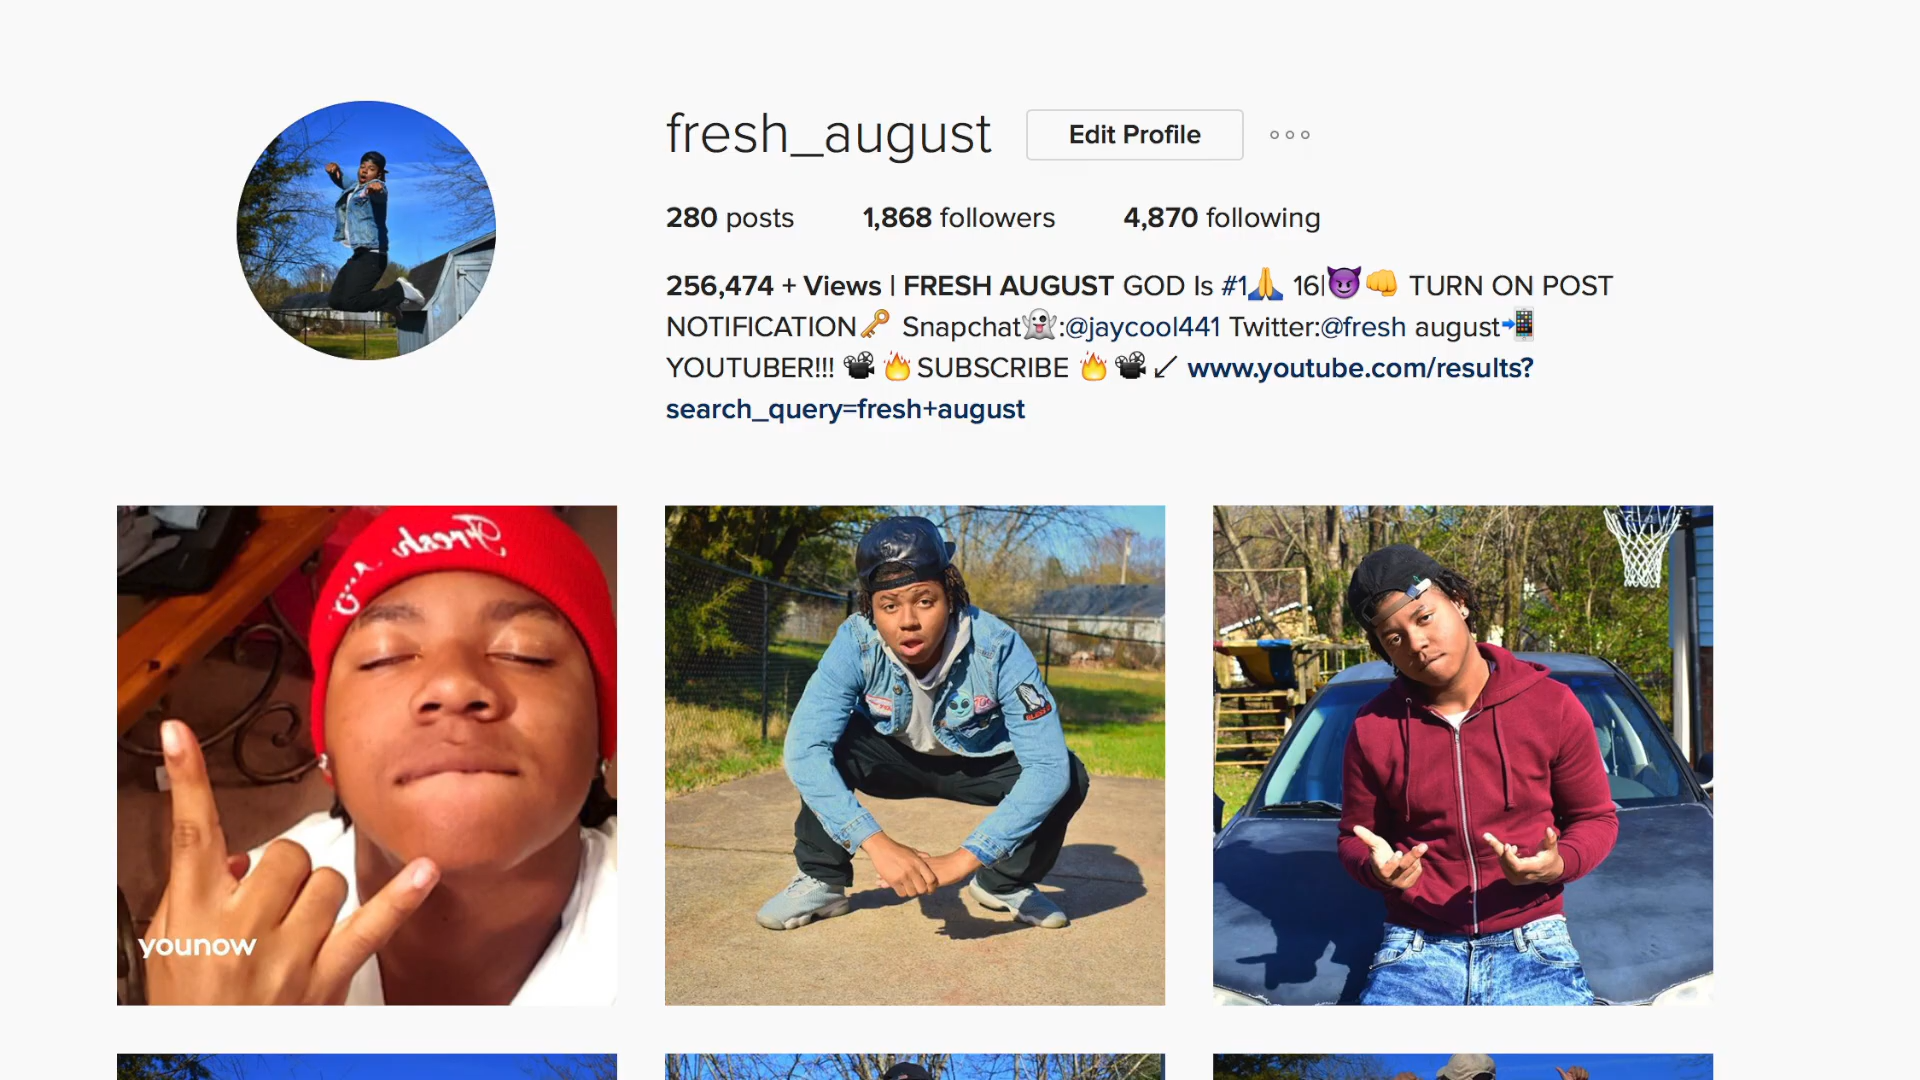 fresh_august Edit Profile
280 posts 1,868 followers 4,870 following
256,474 + Views | FRESH AUGUST GOD Is #1🙏 16|😈👊 TURN ON POST
NOTIFICATION🔑 Snapchat👻:@jaycool441 Twitter:@fresh august📲
YOUTUBER!!! 📽🔥SUBSCRIBE 🔥📽↙ www.youtube.com/results?
search_query=fresh+august
Fresh
younow